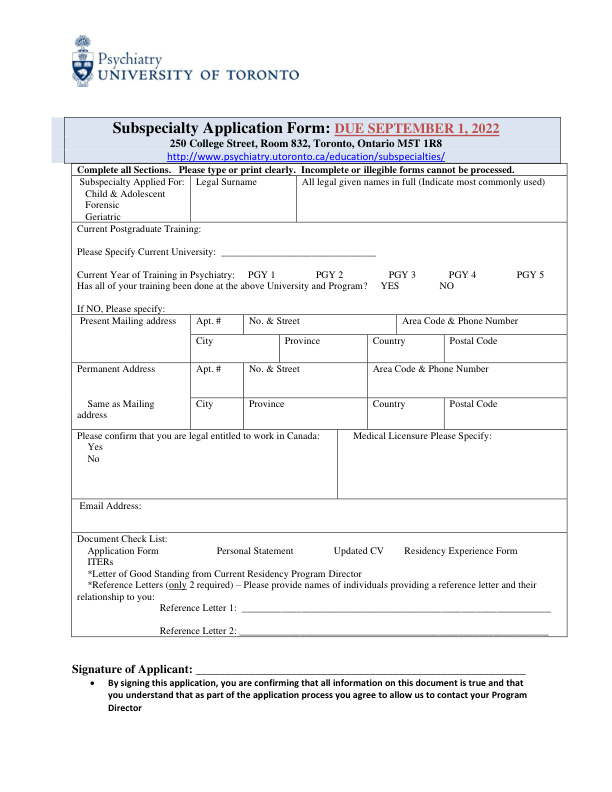 Psychiatry
UNIVERSITY OF TORONTO
Subspecialty Application Form: DUE SEPTEMBER 1, 2022
250 College Street, Room 832, Toronto, Ontario M5T 1R8
http://www.psychiatry.utoronto.ca/education/subspecialties/
Complete all Sections. Please type or print clearly. Incomplete or illegible forms cannot be processed.
Subspecialty Applied For: Legal Surname All legal given names in full (Indicate most commonly used)
Child & Adolescent
Forensic
Geriatric
Current Postgraduate Training:
Please Specify Current University: ______________________________
Current Year of Training in Psychiatry: PGY 1 PGY 2 PGY 3 PGY 4 PGY 5
Has all of your training been done at the above University and Program? YES NO
If NO, Please specify:
Present Mailing address Apt. # No. & Street Area Code & Phone Number
City Province Country Postal Code
Permanent Address Apt. # No. & Street Area Code & Phone Number
Same as Mailing City Province Country Postal Code
address
Please confirm that you are legal entitled to work in Canada: Medical Licensure Please Specify:
Yes
No
Email Address:
Document Check List:
Application Form Personal Statement Updated CV Residency Experience Form
ITERs
*Letter of Good Standing from Current Residency Program Director
*Reference Letters (only 2 required) – Please provide names of individuals providing a reference letter and their
relationship to you:
Reference Letter 1: ____________________________________________________________
Reference Letter 2: ____________________________________________________________
Signature of Applicant: ____________________________________________________
• By signing this application, you are confirming that all information on this document is true and that
you understand that as part of the application process you agree to allow us to contact your Program
Director